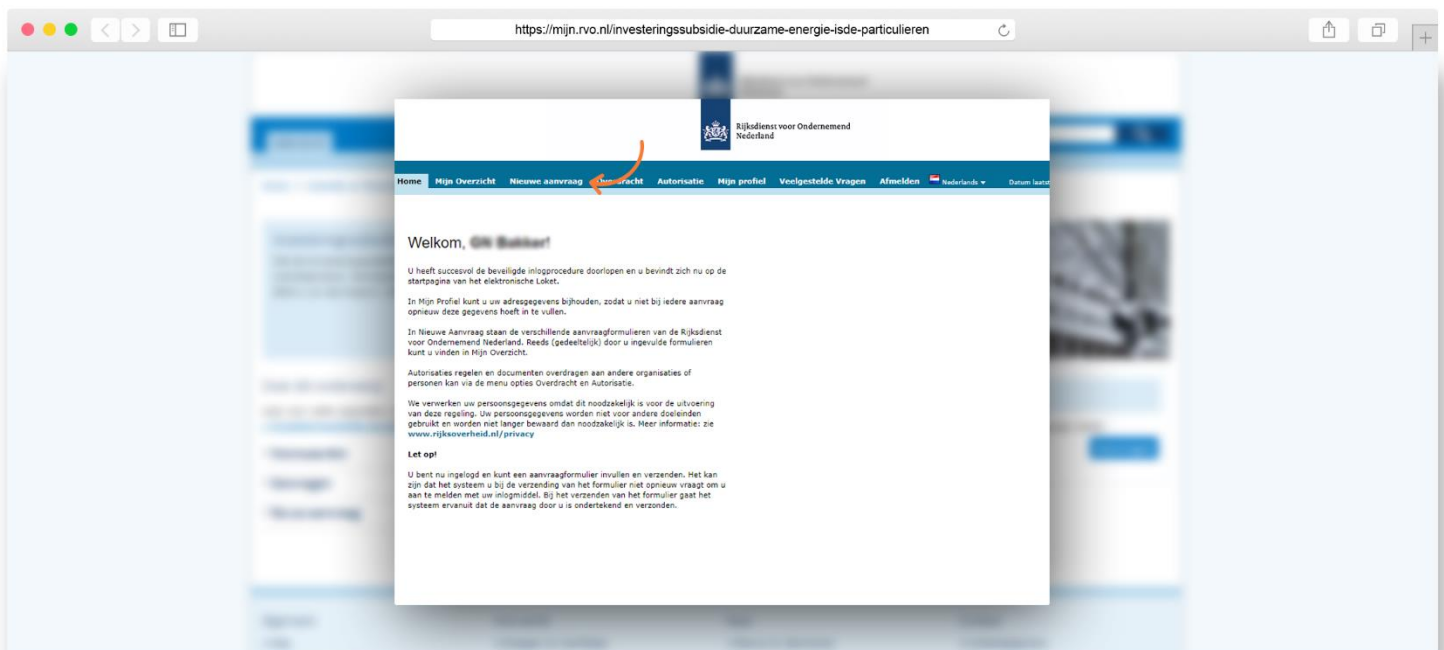 https://mijn.rvo.nl/investeringssubsidie-duurzame-energie-isde-particulieren
Rijksdienst voor Ondernemend
Nederland
Home Mijn Overzicht Nieuwe aanvraag Overdracht Autorisatie Mijn profiel Veelgestelde Vragen Afmelden Nederlands Datum laatst
Welkom,
U heeft succesvol de beveiligde inlogprocedure doorlopen en u bevindt zich nu op de
startpagina van het elektronische Loket.
In Mijn Profiel kunt u uw adresgegevens bijhouden, zodat u niet bij iedere aanvraag
opnieuw deze gegevens hoeft in te vullen.
In Nieuwe Aanvraag staan de verschillende aanvraagformulieren van de Rijksdienst
voor Ondernemend Nederland. Reeds (gedeeltelijk) door u ingevulde formulieren
kunt u vinden in Mijn Overzicht.
Autorisaties regelen en documenten overdragen aan andere organisaties of
personen kan via de menu opties Overdracht en Autorisatie.
We verwerken uw persoonsgegevens omdat dit noodzakelijk is voor de uitvoering
van deze regeling. Uw persoonsgegevens worden niet voor andere doeleinden
gebruikt en worden niet langer bewaard dan noodzakelijk is. Meer informatie: zie
www.rijksoverheid.nl/privacy
Let op!
U bent nu ingelogd en kunt een aanvraagformulier invullen en verzenden. Het kan
zijn dat het systeem u bij de verzending van het formulier niet opnieuw vraagt om u
aan te melden met uw inlogmiddel. Bij het verzenden van het formulier gaat het
systeem ervanuit dat de aanvraag door u is ondertekend en verzonden.